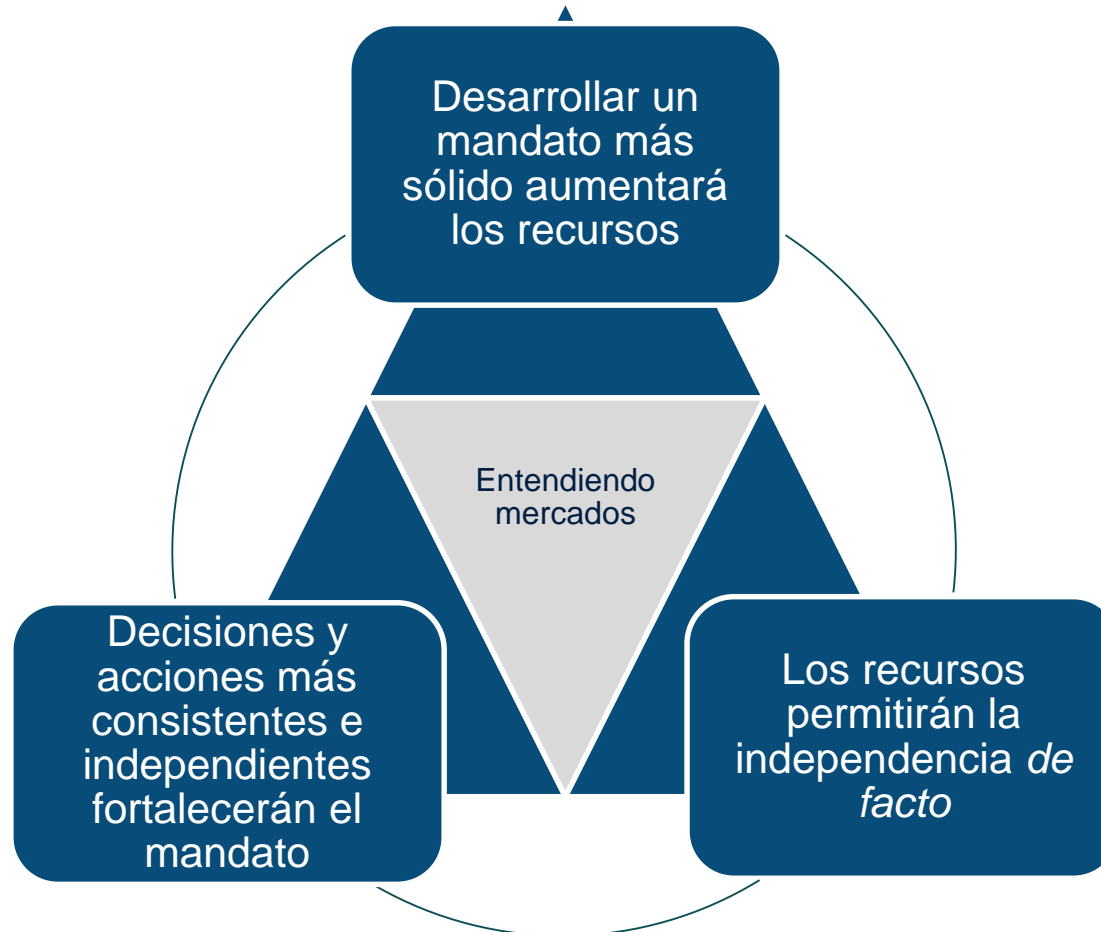 Desarrollar un
mandato más
sólido aumentará
los recursos
Entendiendo
mercados
Decisiones y
acciones más
consistentes e
independientes
fortalecerán el
mandato
Los recursos
permitirán la
independencia de
facto